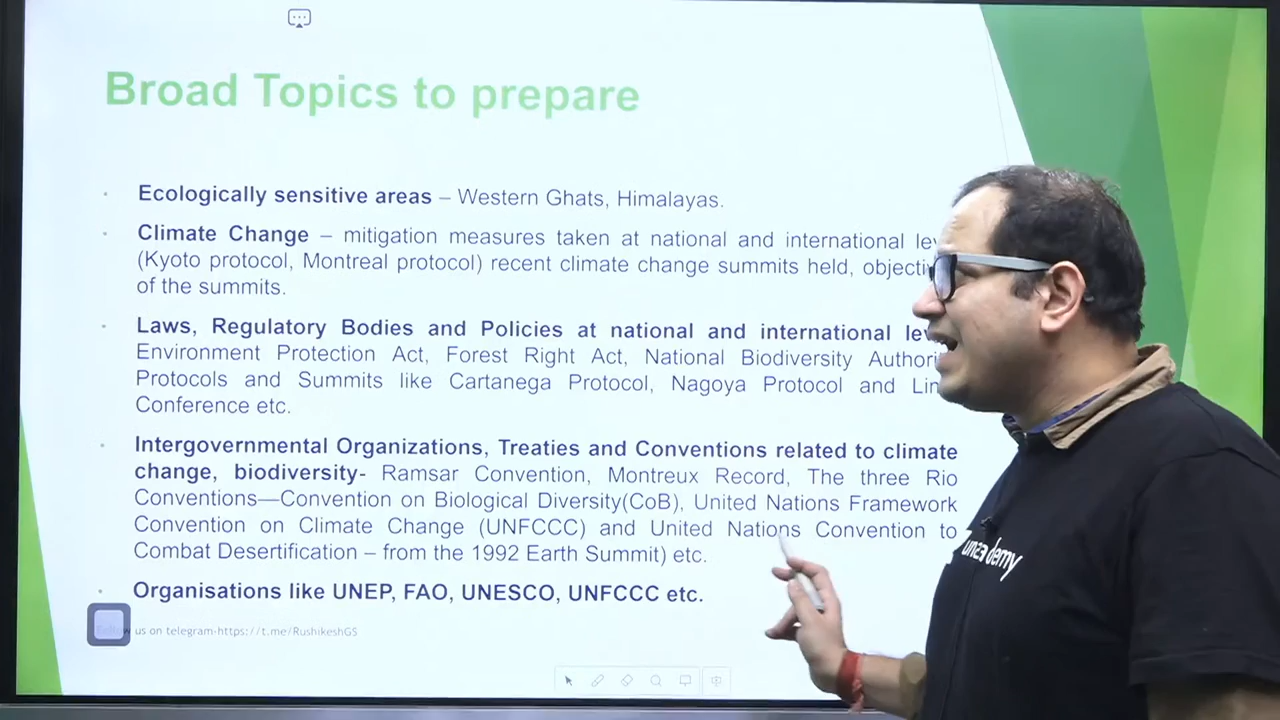 Broad Topics to prepare
Ecologically sensitive areas – Western Ghats, Himalayas.
Climate Change – mitigation measures taken at national and international
(Kyoto protocol, Montreal protocol) recent climate change summits held,
of the summits.
Laws, Regulatory Bodies and Policies at national and international
Environment Protection Act, Forest Right Act, National Biodiversity
Protocols and Summits like Cartanega Protocol, Nagoya Protocol and
Conference etc.
Intergovernmental Organizations, Treaties and Conventions related to climate
change, biodiversity- Ramsar Convention, Montreux Record, The three Rio
Conventions—Convention on Biological Diversity(CoB), United Nations Framework
Convention on Climate Change (UNFCCC) and United Nations Convention to
Combat Desertification – from the 1992 Earth Summit) etc.
Organisations like UNEP, FAO, UNESCO, UNFCCC etc.
us on telegram-https://t.me/RushikeshGS